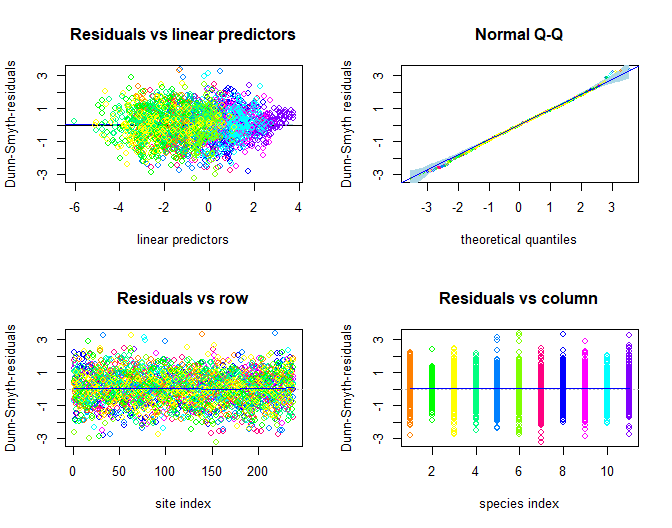 Residuals vs linear predictors
Dunn-Smyth-residuals
3
1
-1
-3
-6 -4 -2 0 2 4
linear predictors
Normal Q-Q
Dunn-Smyth-residuals
3
1
-1
-3
-3 -2 -1 0 1 2 3
theoretical quantiles
Residuals vs row
Dunn-Smyth-residuals
3
1
-1
-3
0 50 100 150 200
site index
Residuals vs column
Dunn-Smyth-residuals
3
1
-1
-3
2 4 6 8 10
species index